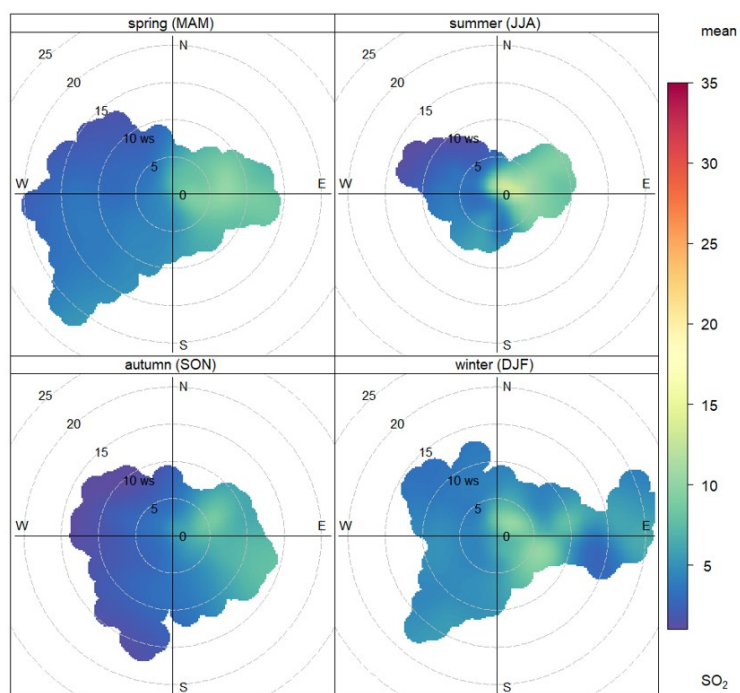 spring (MAM)
summer (JJA)
mean
25
20
15
10 ws
5
0
N
W
E
S
25
20
15
10 ws
5
0
N
W
E
S
35
30
25
20
15
10
5
autumn (SON)
winter (DJF)
25
20
15
10 ws
5
0
N
W
E
S
25
20
15
10 ws
5
0
N
W
E
S
SO₂